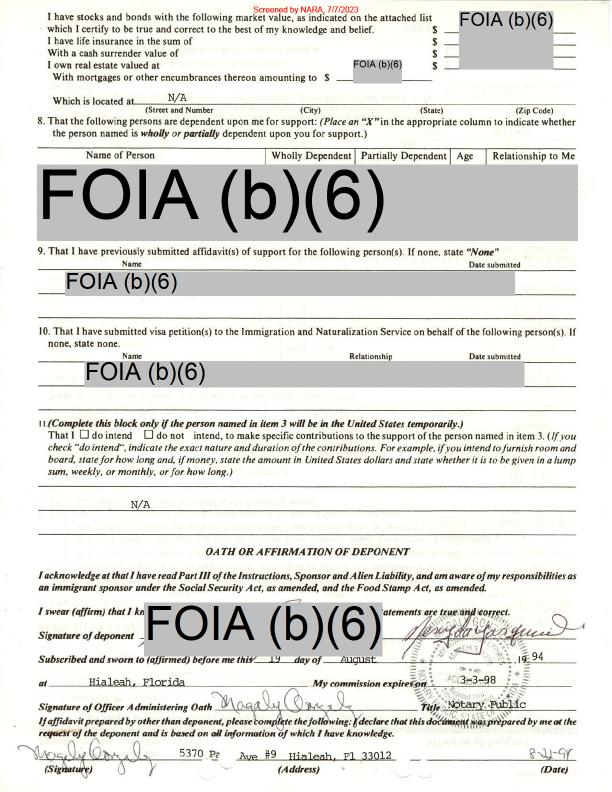 Screened by NARA, 7/7/2023
I have stocks and bonds with the following market value, as indicated on the attached list
which I certify to be true and correct to the best of my knowledge and belief. $ FOIA (b)(6)
I have life insurance in the sum of $
With a cash surrender value of $
I own real estate valued at FOIA (b)(6) $
With mortgages or other encumbrances thereon amounting to $
Which is located at N/A
(Street and Number) (City) (State) (Zip Code)
8. That the following persons are dependent upon me for support: (Place an "X" in the appropriate column to indicate whether
the person named is wholly or partially dependent upon you for support.)
Name of Person Wholly Dependent Partially Dependent Age Relationship to Me
FOIA (b)(6)
9. That I have previously submitted affidavit(s) of support for the following person(s). If none, state "None"
Name Date submitted
FOIA (b)(6)
10. That I have submitted visa petition(s) to the Immigration and Naturalization Service on behalf of the following person(s). If
none, state none.
Name Relationship Date submitted
FOIA (b)(6)
11.(Complete this block only if the person named in item 3 will be in the United States temporarily.)
That I ☐ do intend ☐ do not intend, to make specific contributions to the support of the person named in item 3. (If you
check "do intend", indicate the exact nature and duration of the contributions. For example, if you intend to furnish room and
board, state for how long and, if money, state the amount in United States dollars and state whether it is to be given in a lump
sum, weekly, or monthly, or for how long.)
N/A
OATH OR AFFIRMATION OF DEPONENT
I acknowledge at that I have read Part III of the Instructions, Sponsor and Alien Liability, and am aware of my responsibilities as
an immigrant sponsor under the Social Security Act, as amended, and the Food Stamp Act, as amended.
I swear (affirm) that I kn FOIA (b)(6) atements are true and correct.
Signature of deponent
Subscribed and sworn to (affirmed) before me this 19 day of August 19 94
at Hialeah, Florida My commission expires on 3-3-98
Signature of Officer Administering Oath Magaly Title Notary Public
If affidavit prepared by other than deponent, please complete the following: I declare that this document was prepared by me at the
request of the deponent and is based on all information of which I have knowledge.
Magaly 5370 Ave #9 Hialeah, Fl 33012
(Signature) (Address) (Date)